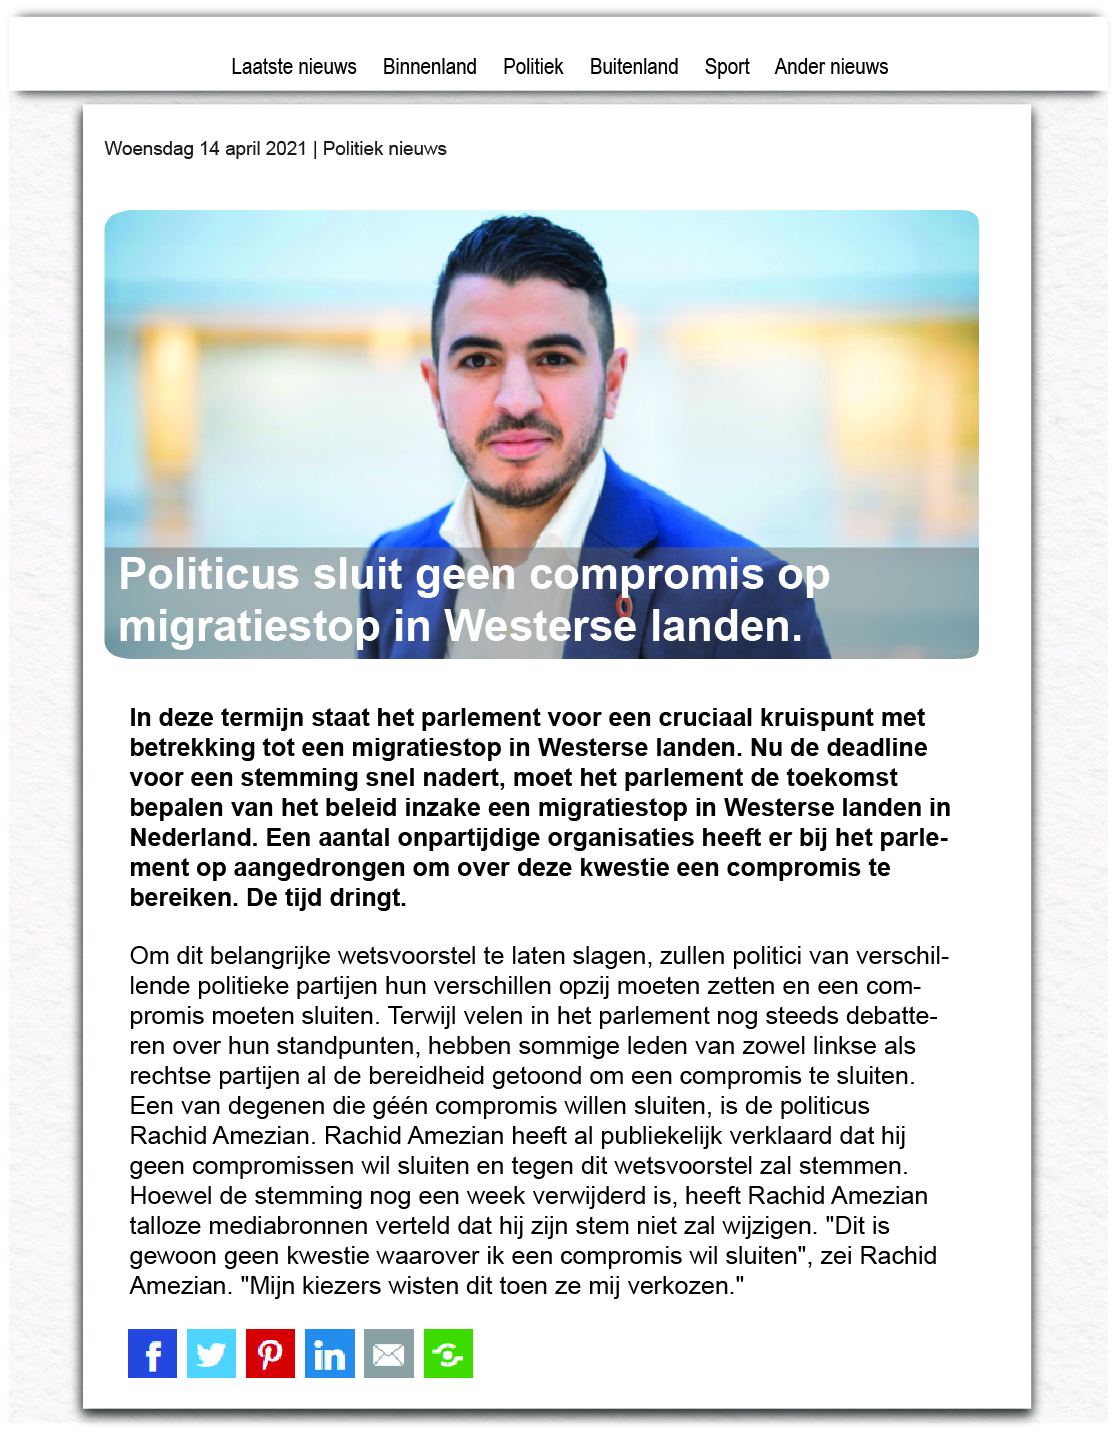 Laatste nieuws Binnenland Politiek Buitenland Sport Ander nieuws
Woensdag 14 april 2021 | Politiek nieuws
Politicus sluit geen compromis op
migratiestop in Westerse landen.
In deze termijn staat het parlement voor een cruciaal kruispunt met
betrekking tot een migratiestop in Westerse landen. Nu de deadline
voor een stemming snel nadert, moet het parlement de toekomst
bepalen van het beleid inzake een migratiestop in Westerse landen in
Nederland. Een aantal onpartijdige organisaties heeft er bij het parle-
ment op aangedrongen om over deze kwestie een compromis te
bereiken. De tijd dringt.
Om dit belangrijke wetsvoorstel te laten slagen, zullen politici van verschil-
lende politieke partijen hun verschillen opzij moeten zetten en een com-
promis moeten sluiten. Terwijl velen in het parlement nog steeds debatte-
ren over hun standpunten, hebben sommige leden van zowel linkse als
rechtse partijen al de bereidheid getoond om een compromis te sluiten.
Een van degenen die géén compromis willen sluiten, is de politicus
Rachid Amezian. Rachid Amezian heeft al publiekelijk verklaard dat hij
geen compromissen wil sluiten en tegen dit wetsvoorstel zal stemmen.
Hoewel de stemming nog een week verwijderd is, heeft Rachid Amezian
talloze mediabronnen verteld dat hij zijn stem niet zal wijzigen. "Dit is
gewoon geen kwestie waarover ik een compromis wil sluiten", zei Rachid
Amezian. "Mijn kiezers wisten dit toen ze mij verkozen."